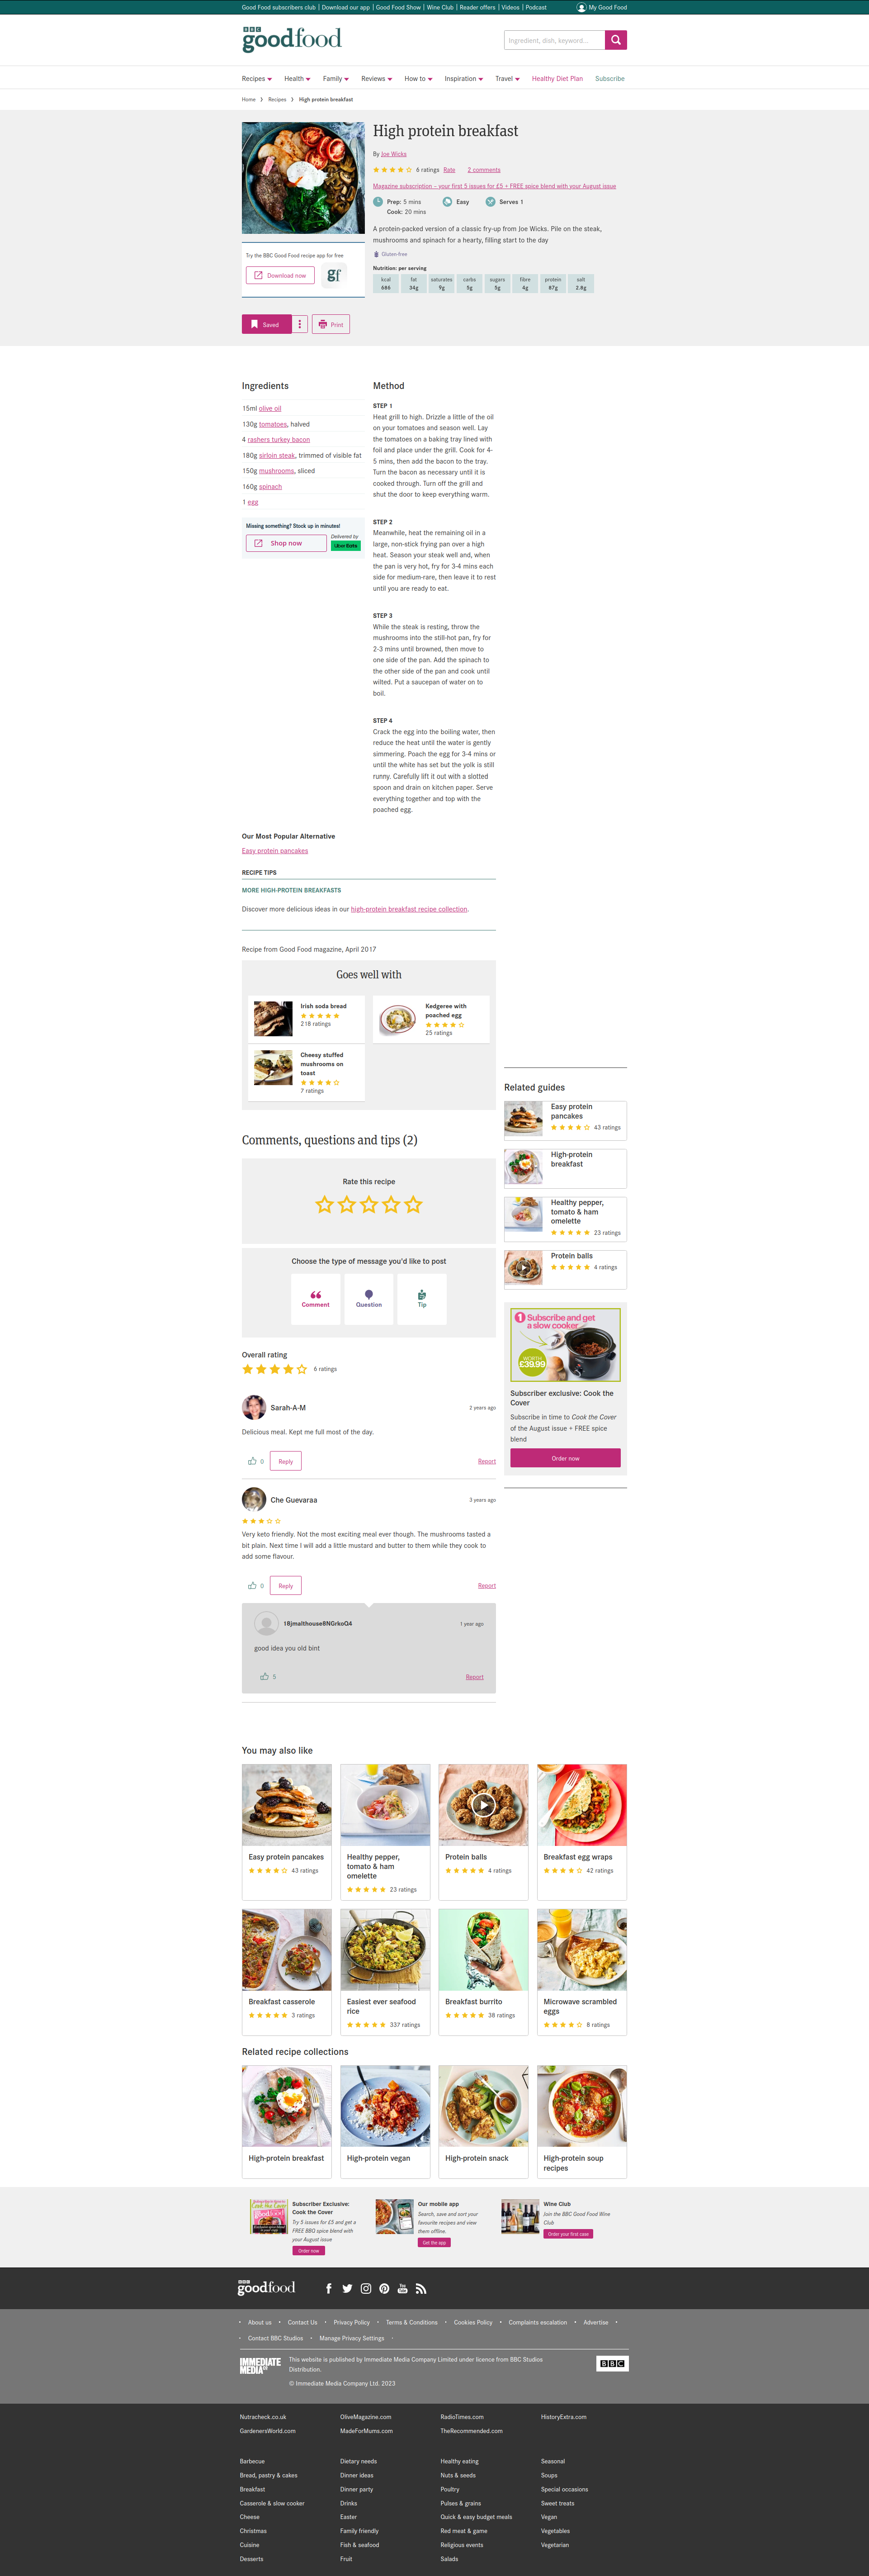 Good Food subscribers club | Download our app | Good Food Show | Wine Club | Reader offers | Videos | Podcast
My Good Food
BBC
goodfood
Ingredient, dish, keyword...
Recipes Health Family Reviews How to Inspiration Travel Healthy Diet Plan Subscribe
Home Recipes High protein breakfast
High protein breakfast
By Joe Wicks
6 ratings Rate 2 comments
Magazine subscription – your first 5 issues for £5 + FREE spice blend with your August issue
Prep: 5 mins
Cook: 20 mins
Easy
Serves 1
A protein-packed version of a classic fry-up from Joe Wicks. Pile on the steak,
mushrooms and spinach for a hearty, filling start to the day
Gluten-free
Nutrition: per serving
kcal fat saturates carbs sugars fibre protein salt
686 34g 9g 5g 5g 4g 87g 2.8g
Try the BBC Good Food recipe app for free
Download now
gf
Saved
Print
Ingredients
15ml olive oil
130g tomatoes, halved
4 rashers turkey bacon
180g sirloin steak, trimmed of visible fat
150g mushrooms, sliced
160g spinach
1 egg
Missing something? Stock up in minutes!
Shop now
Delivered by
Uber Eats
Method
STEP 1
Heat grill to high. Drizzle a little of the oil
on your tomatoes and season well. Lay
the tomatoes on a baking tray lined with
foil and place under the grill. Cook for 4-
5 mins, then add the bacon to the tray.
Turn the bacon as necessary until it is
cooked through. Turn off the grill and
shut the door to keep everything warm.
STEP 2
Meanwhile, heat the remaining oil in a
large, non-stick frying pan over a high
heat. Season your steak well and, when
the pan is very hot, fry for 3-4 mins each
side for medium-rare, then leave it to rest
until you are ready to eat.
STEP 3
While the steak is resting, throw the
mushrooms into the still-hot pan, fry for
2-3 mins until browned, then move to
one side of the pan. Add the spinach to
the other side of the pan and cook until
wilted. Put a saucepan of water on to
boil.
STEP 4
Crack the egg into the boiling water, then
reduce the heat until the water is gently
simmering. Poach the egg for 3-4 mins or
until the white has set but the yolk is still
runny. Carefully lift it out with a slotted
spoon and drain on kitchen paper. Serve
everything together and top with the
poached egg.
Our Most Popular Alternative
Easy protein pancakes
RECIPE TIPS
MORE HIGH-PROTEIN BREAKFASTS
Discover more delicious ideas in our high-protein breakfast recipe collection.
Recipe from Good Food magazine, April 2017
Goes well with
Irish soda bread
218 ratings
Kedgeree with
poached egg
25 ratings
Cheesy stuffed
mushrooms on
toast
7 ratings
Comments, questions and tips (2)
Rate this recipe
Choose the type of message you'd like to post
Comment
Question
Tip
Overall rating
6 ratings
Sarah-A-M
2 years ago
Delicious meal. Kept me full most of the day.
0
Reply
Report
Che Guevaraa
3 years ago
Very keto friendly. Not the most exciting meal ever though. The mushrooms tasted a
bit plain. Next time I will add a little mustard and butter to them while they cook to
add some flavour.
0
Reply
Report
18jmalthouse8NGrkoQ4
1 year ago
good idea you old bint
5
Report
Related guides
Easy protein
pancakes
43 ratings
High-protein
breakfast
Healthy pepper,
tomato & ham
omelette
23 ratings
Protein balls
4 ratings
1 Subscribe and get
a slow cooker
WORTH
£39.99
Subscriber exclusive: Cook the
Cover
Subscribe in time to Cook the Cover
of the August issue + FREE spice
blend
Order now
You may also like
Easy protein pancakes
43 ratings
Healthy pepper,
tomato & ham
omelette
23 ratings
Protein balls
4 ratings
Breakfast egg wraps
42 ratings
Breakfast casserole
3 ratings
Easiest ever seafood
rice
337 ratings
Breakfast burrito
38 ratings
Microwave scrambled
eggs
8 ratings
Related recipe collections
High-protein breakfast
High-protein vegan
High-protein snack
High-protein soup
recipes
Subscriber Exclusive:
Cook the Cover
Try 5 issues for £5 and get a
FREE BBQ spice blend with
your August issue
Order now
Our mobile app
Search, save and sort your
favourite recipes and view
them offline.
Get the app
Wine Club
Join the BBC Good Food Wine
Club
Order your first case
BBC
goodfood
You
Tube
About us • Contact Us • Privacy Policy • Terms & Conditions • Cookies Policy • Complaints escalation • Advertise
Contact BBC Studios • Manage Privacy Settings
IMMEDIATE
MEDIA CO
This website is published by Immediate Media Company Limited under licence from BBC Studios
Distribution.
© Immediate Media Company Ltd. 2023
BBC
Nutracheck.co.uk OliveMagazine.com RadioTimes.com HistoryExtra.com
GardenersWorld.com MadeForMums.com TheRecommended.com
Barbecue Dietary needs Healthy eating Seasonal
Bread, pastry & cakes Dinner ideas Nuts & seeds Soups
Breakfast Dinner party Poultry Special occasions
Casserole & slow cooker Drinks Pulses & grains Sweet treats
Cheese Easter Quick & easy budget meals Vegan
Christmas Family friendly Red meat & game Vegetables
Cuisine Fish & seafood Religious events Vegetarian
Desserts Fruit Salads